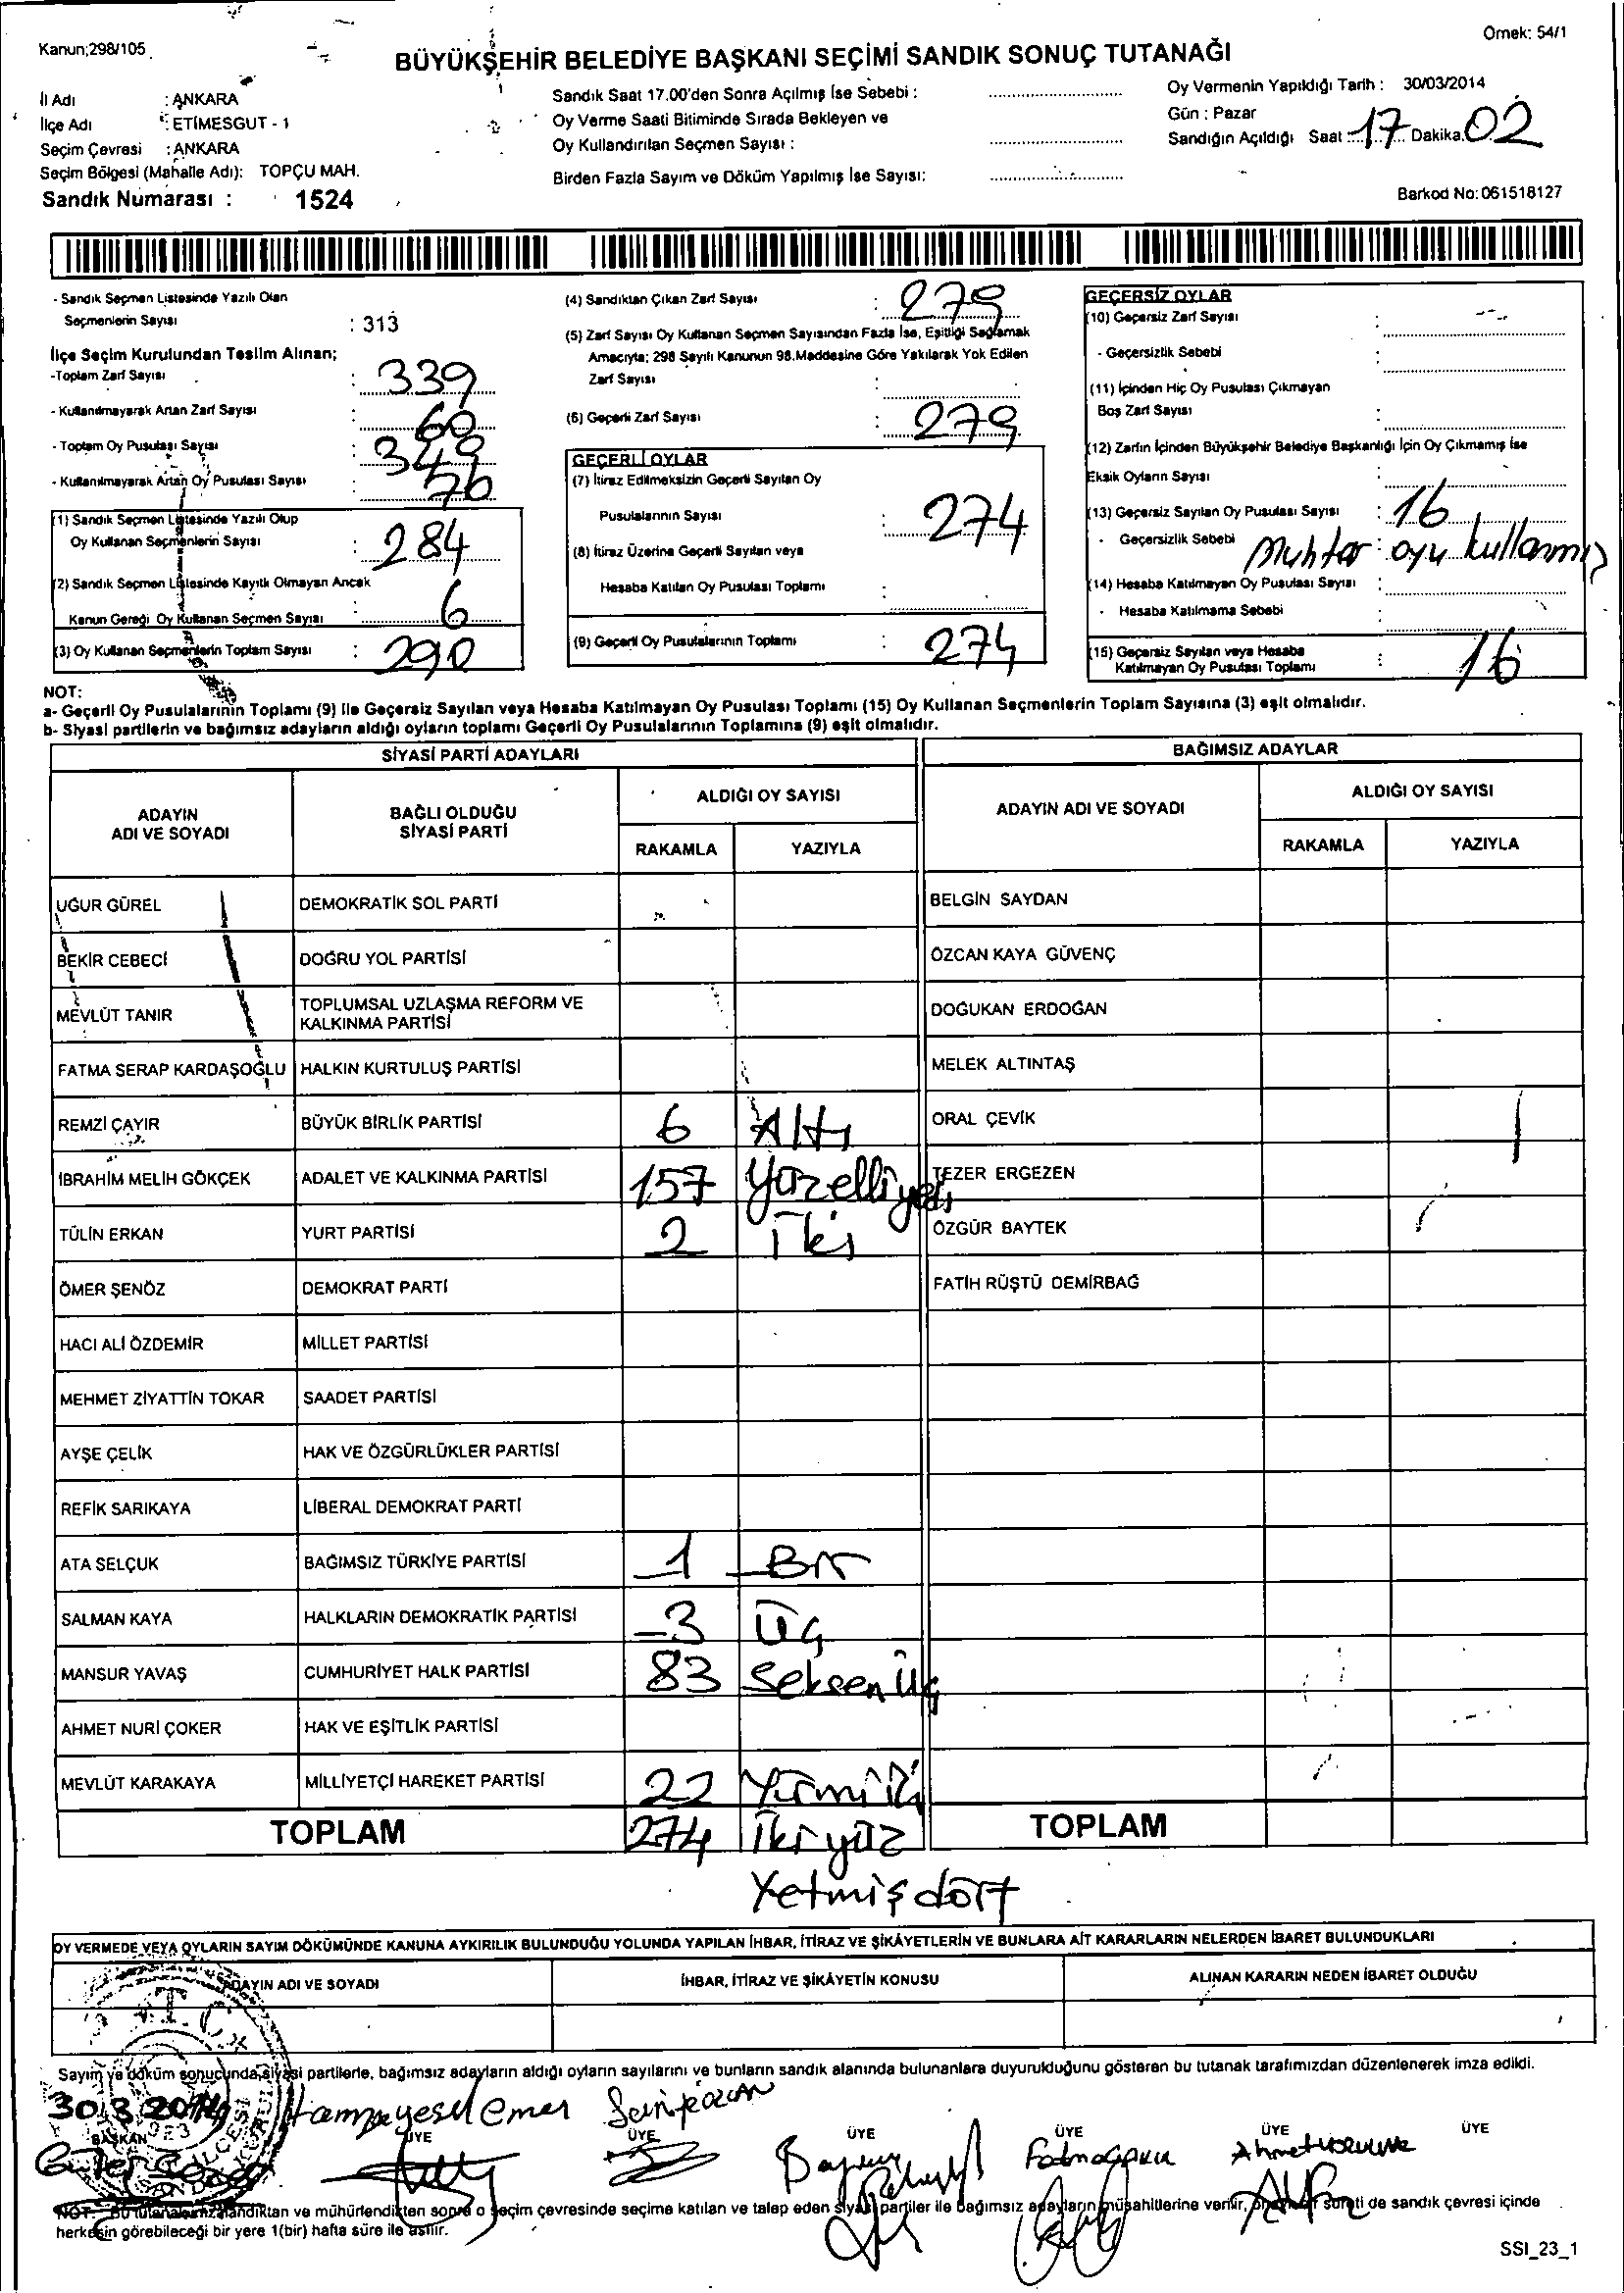 Kanun;298/105
Örnek: 54/1
BÜYÜKŞEHİR BELEDİYE BAŞKANI SEÇİMİ SANDIK SONUÇ TUTANAĞI
İl Adı : ANKARA
İlçe Adı : ETİMESGUT - 1
Seçim Çevresi : ANKARA
Seçim Bölgesi (Mahalle Adı): TOPÇU MAH.
Sandık Numarası : 1524
Sandık Saat 17.00'den Sonra Açılmış İse Sebebi :
Oy Verme Saati Bitiminde Sırada Bekleyen ve
Oy Kullandırılan Seçmen Sayısı :
Birden Fazla Sayım ve Döküm Yapılmış İse Sayısı:
Oy Vermenin Yapıldığı Tarih : 30/03/2014
Gün : Pazar
Sandığın Açıldığı Saat 17 Dakika 02
Barkod No:061518127
- Sandık Seçmen Listesinde Yazılı Olan
Seçmenlerin Sayısı : 313
İlçe Seçim Kurulundan Teslim Alınan;
-Toplam Zarf Sayısı : 339
- Kullanılmayarak Artan Zarf Sayısı : 60
- Toplam Oy Pusulası Sayısı : 349
- Kullanılmayarak Artan Oy Pusulası Sayısı 76
(1) Sandık Seçmen Listesinde Yazılı Olup
Oy Kullanan Seçmenlerin Sayısı : 284
(2) Sandık Seçmen Listesinde Kayıtlı Olmayan Ancak
Kanun Gereği Oy Kullanan Seçmen Sayısı : 6
(3) Oy Kullanan Seçmenlerin Toplam Sayısı : 290
(4) Sandıktan Çıkan Zarf Sayısı : 279
(5) Zarf Sayısı Oy Kullanan Seçmen Sayısından Fazla İse, Eşitliği Sağlamak
Amacıyla; 298 Sayılı Kanunun 98.Maddesine Göre Yakılarak Yok Edilen
Zarf Sayısı :
(6) Geçerli Zarf Sayısı : 279
GEÇERLİ OYLAR
(7) İtiraz Edilmeksizin Geçerli Sayılan Oy
Pusulalarının Sayısı : 274
(8) İtiraz Üzerine Geçerli Sayılan veya
Hesaba Katılan Oy Pusulası Toplamı :
(9) Geçerli Oy Pusulalarının Toplamı : 274
GEÇERSİZ OYLAR
(10) Geçersiz Zarf Sayısı :
- Geçersizlik Sebebi :
(11) İçinden Hiç Oy Pusulası Çıkmayan
Boş Zarf Sayısı :
(12) Zarfın İçinden Büyükşehir Belediye Başkanlığı İçin Oy Çıkmamış İse
Eksik Oyların Sayısı :
(13) Geçersiz Sayılan Oy Pusulası Sayısı : 16
- Geçersizlik Sebebi Muhtar oyu kullanmış
(14) Hesaba Katılmayan Oy Pusulası Sayısı :
- Hesaba Katılmama Sebebi :
(15) Geçersiz Sayılan veya Hesaba
Katılmayan Oy Pusulası Toplamı : 16
NOT:
a- Geçerli Oy Pusulalarının Toplamı (9) ile Geçersiz Sayılan veya Hesaba Katılmayan Oy Pusulası Toplamı (15) Oy Kullanan Seçmenlerin Toplam Sayısına (3) eşit olmalıdır.
b- Siyasi partilerin ve bağımsız adayların aldığı oyların toplamı Geçerli Oy Pusulalarının Toplamına (9) eşit olmalıdır.
SİYASİ PARTİ ADAYLARI BAĞIMSIZ ADAYLAR
ADAYIN
ADI VE SOYADI
BAĞLI OLDUĞU
SİYASİ PARTİ
ALDIĞI OY SAYISI
RAKAMLA YAZIYLA
ADAYIN ADI VE SOYADI
ALDIĞI OY SAYISI
RAKAMLA YAZIYLA
UĞUR GÜREL DEMOKRATİK SOL PARTİ BELGİN SAYDAN
BEKİR CEBECİ DOĞRU YOL PARTİSİ ÖZCAN KAYA GÜVENÇ
MEVLÜT TANIR TOPLUMSAL UZLAŞMA REFORM VE
KALKINMA PARTİSİ DOĞUKAN ERDOĞAN
FATMA SERAP KARDAŞOĞLU HALKIN KURTULUŞ PARTİSİ MELEK ALTINTAŞ
REMZİ ÇAYIR BÜYÜK BİRLİK PARTİSİ 6 Altı ORAL ÇEVİK
İBRAHİM MELİH GÖKÇEK ADALET VE KALKINMA PARTİSİ 157 Yüzelliyedi TEZER ERGEZEN
TÜLİN ERKAN YURT PARTİSİ 2 İki ÖZGÜR BAYTEK
ÖMER ŞENÖZ DEMOKRAT PARTİ FATİH RÜŞTÜ DEMİRBAĞ
HACI ALİ ÖZDEMİR MİLLET PARTİSİ
MEHMET ZİYATTİN TOKAR SAADET PARTİSİ
AYŞE ÇELİK HAK VE ÖZGÜRLÜKLER PARTİSİ
REFİK SARIKAYA LİBERAL DEMOKRAT PARTİ
ATA SELÇUK BAĞIMSIZ TÜRKİYE PARTİSİ 1 Bir
SALMAN KAYA HALKLARIN DEMOKRATİK PARTİSİ 3 Üç
MANSUR YAVAŞ CUMHURİYET HALK PARTİSİ 83 Seksen Üç
AHMET NURİ ÇOKER HAK VE EŞİTLİK PARTİSİ
MEVLÜT KARAKAYA MİLLİYETÇİ HAREKET PARTİSİ 22 Yirmi iki
TOPLAM 274 İki yüz TOPLAM
Yetmiş dört
OY VERMEDE VEYA OYLARIN SAYIM DÖKÜMÜNDE KANUNA AYKIRILIK BULUNDUĞU YOLUNDA YAPILAN İHBAR, İTİRAZ VE ŞİKÂYETLERİN VE BUNLARA AİT KARARLARIN NELERDEN İBARET BULUNDUKLARI
ADAYIN ADI VE SOYADI İHBAR, İTİRAZ VE ŞİKÂYETİN KONUSU ALINAN KARARIN NEDEN İBARET OLDUĞU
T.C.
Sayım ve döküm sonucunda, siyasi partilerle, bağımsız adayların aldığı oyların sayılarını ve bunların sandık alanında bulunanlara duyurulduğunu gösteren bu tutanak tarafımızdan düzenlenerek imza edildi.
30.3.2014
BAŞKAN ÜYE ÜYE ÜYE ÜYE ÜYE ÜYE
NOT: Bu tutanak imzalandıktan ve mühürlendikten sonra o seçim çevresinde seçime katılan ve talep eden siyasi partiler ile bağımsız adayların müşahitlerine verilir, bir sureti de sandık çevresi içinde
herkesin görebileceği bir yere 1(bir) hafta süre ile asılır.
SSI_23_1